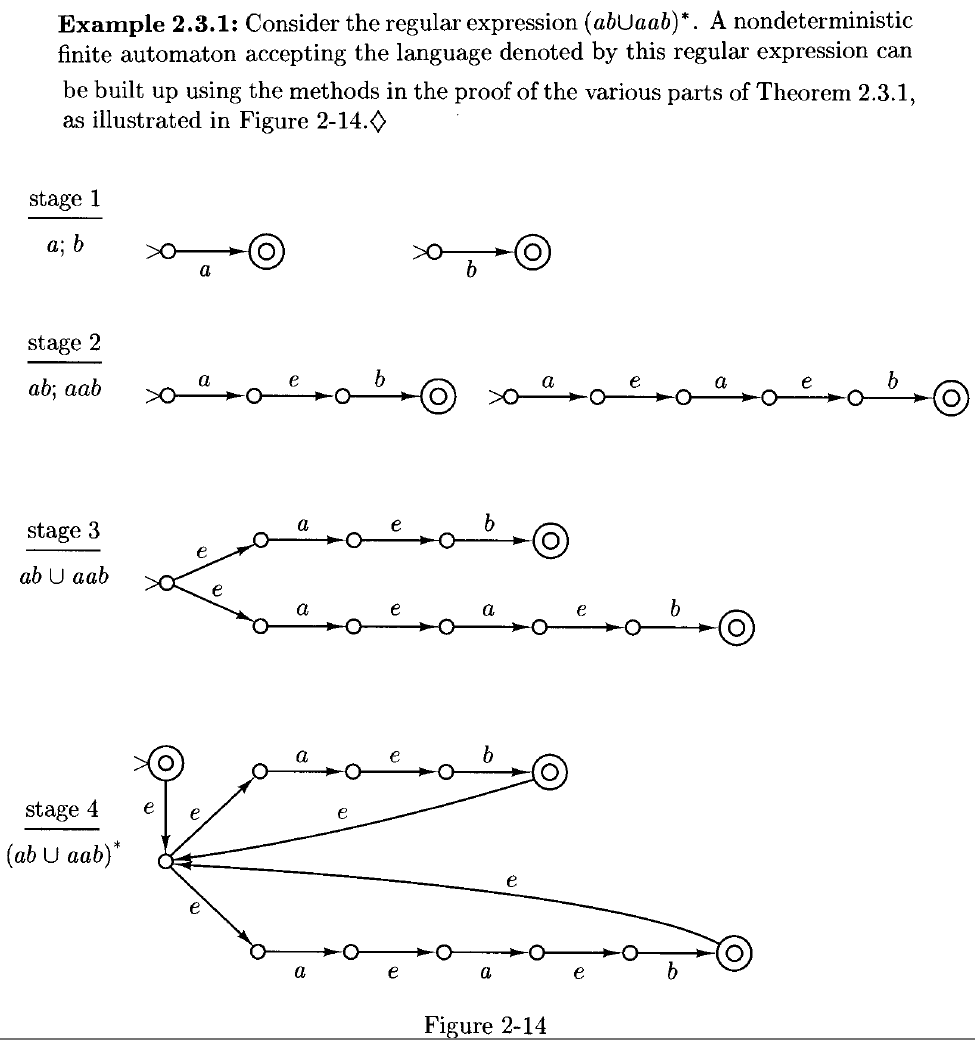 Example 2.3.1: Consider the regular expression (ab∪aab)*. A nondeterministic
finite automaton accepting the language denoted by this regular expression can
be built up using the methods in the proof of the various parts of Theorem 2.3.1,
as illustrated in Figure 2-14.◇
stage 1
a; b
>
a
>
b
stage 2
ab; aab
>
a e b
>
a e a e b
stage 3
ab ∪ aab
>
e
a e b
e
a e a e b
stage 4
(ab ∪ aab)*
>
e
e
a e b
e
e
e
a e a e b
Figure 2-14